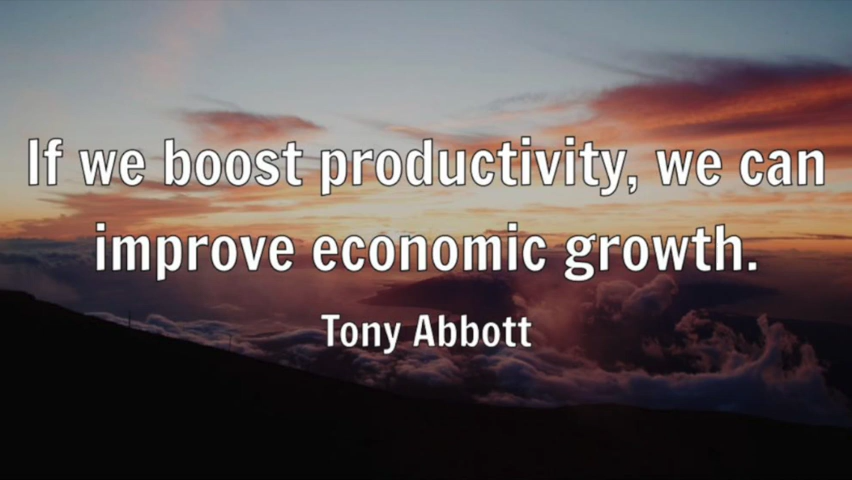 If we boost productivity, we can
improve economic growth.
Tony Abbott